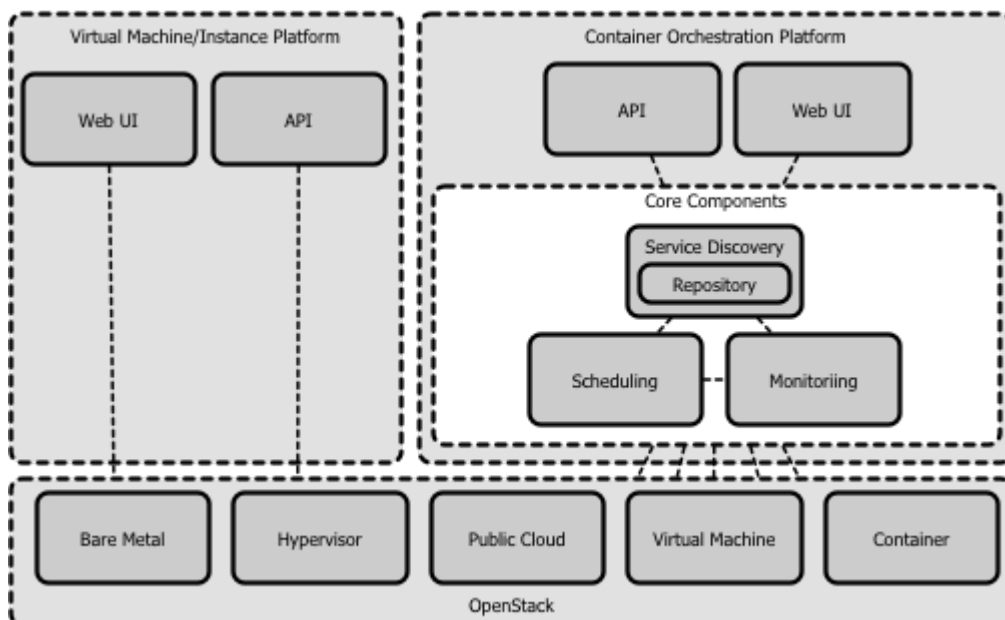 Virtual Machine/Instance Platform
Web UI
API
Container Orchestration Platform
API
Web UI
Core Components
Service Discovery
Repository
Scheduling
Monitoriing
Bare Metal
Hypervisor
Public Cloud
Virtual Machine
Container
OpenStack